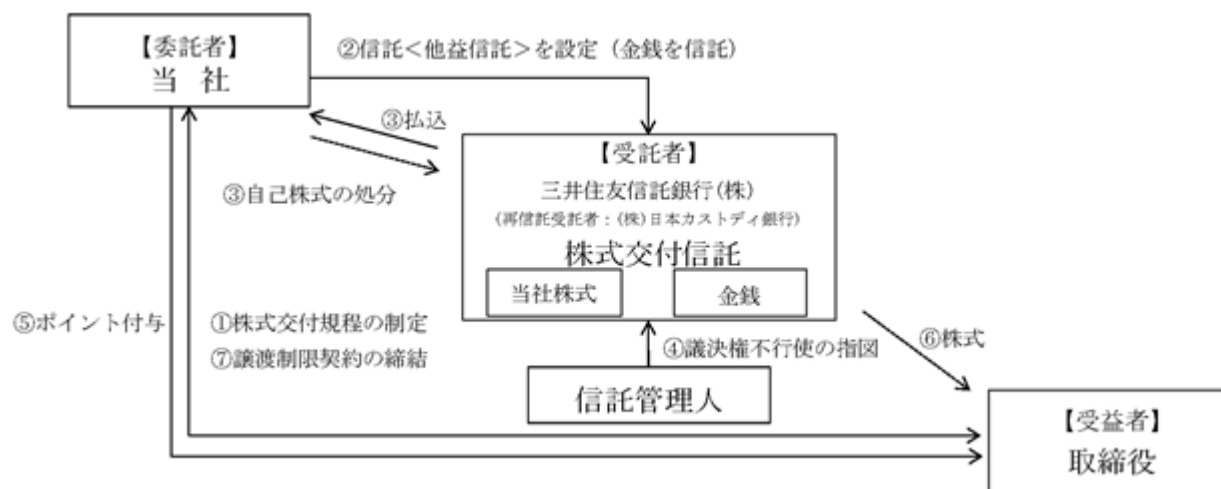 【委託者】
当 社
②信託<他益信託>を設定（金銭を信託）
③払込
③自己株式の処分
【受託者】
三井住友信託銀行(株)
(再信託受託者：(株)日本カストディ銀行)
株式交付信託
当社株式
金銭
⑤ポイント付与
①株式交付規程の制定
⑦譲渡制限契約の締結
④議決権不行使の指図
⑥株式
信託管理人
【受益者】
取締役